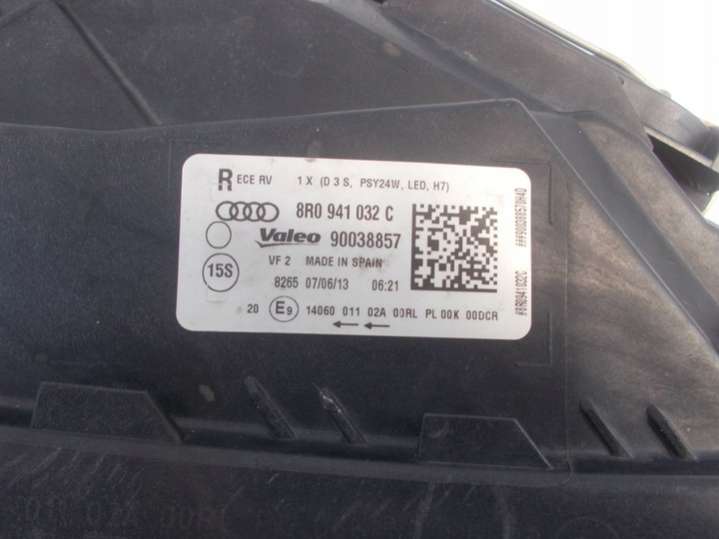 R ECE RV 1 X (D 3 S, PSY24W, LED, H7)
8R0 941 032 C
Valeo 90038857
15S VF 2 MADE IN SPAIN
8265 07/06/13 06:21
20 E9 14060 011 02A 00RL PL 00K 00DCR
#8R0941032C